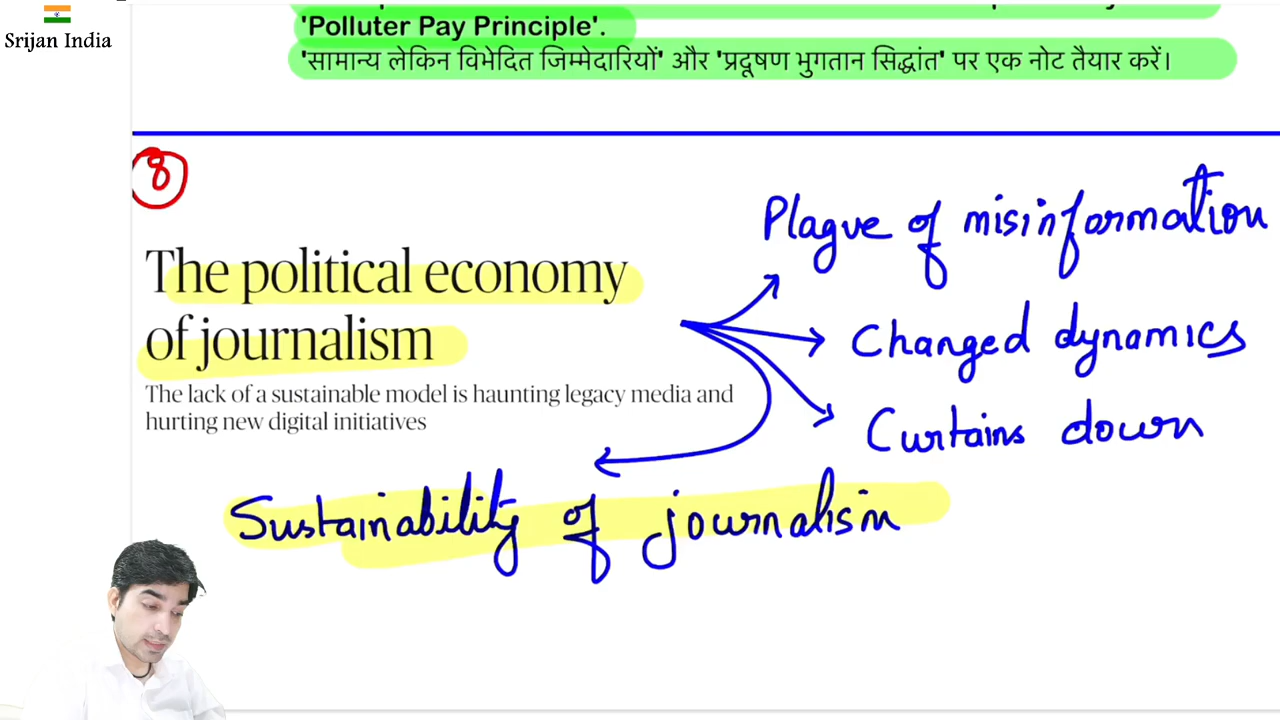 Srijan India
'Polluter Pay Principle'.
'सामान्य लेकिन विभेदित जिम्मेदारियों' और 'प्रदूषण भुगतान सिद्धांत' पर एक नोट तैयार करें।
8
The political economy
of journalism
The lack of a sustainable model is haunting legacy media and
hurting new digital initiatives
Plague of misinformation
Changed dynamics
Curtains down
Sustainability of journalism